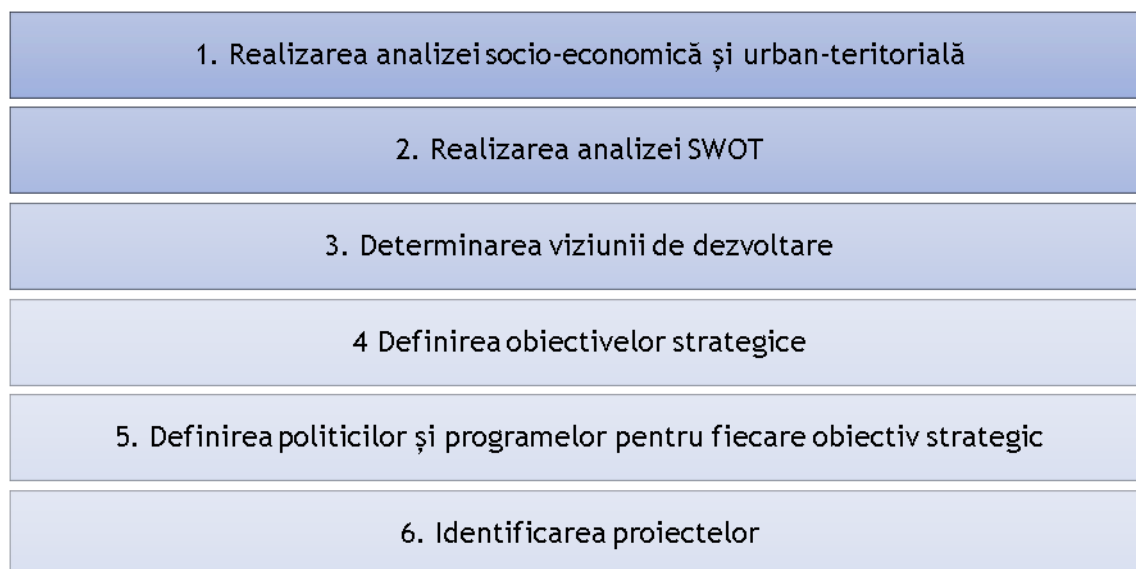 1. Realizarea analizei socio-economică și urban-teritorială
2. Realizarea analizei SWOT
3. Determinarea viziunii de dezvoltare
4 Definirea obiectivelor strategice
5. Definirea politicilor și programelor pentru fiecare obiectiv strategic
6. Identificarea proiectelor